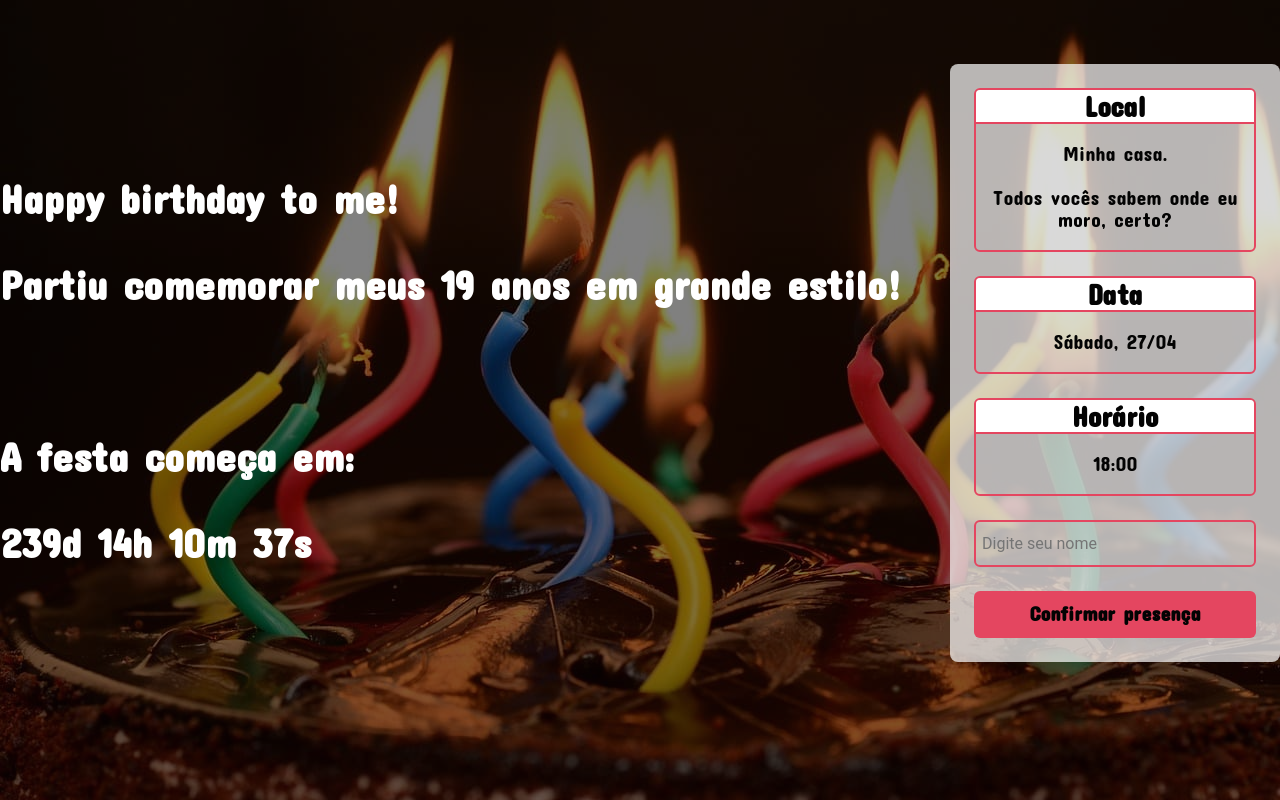 Happy birthday to me!
Partiu comemorar meus 19 anos em grande estilo!
A festa começa em:
239d 14h 10m 37s
Local
Minha casa.
Todos vocês sabem onde eu
moro, certo?
Data
Sábado, 27/04
Horário
18:00
Digite seu nome
Confirmar presença